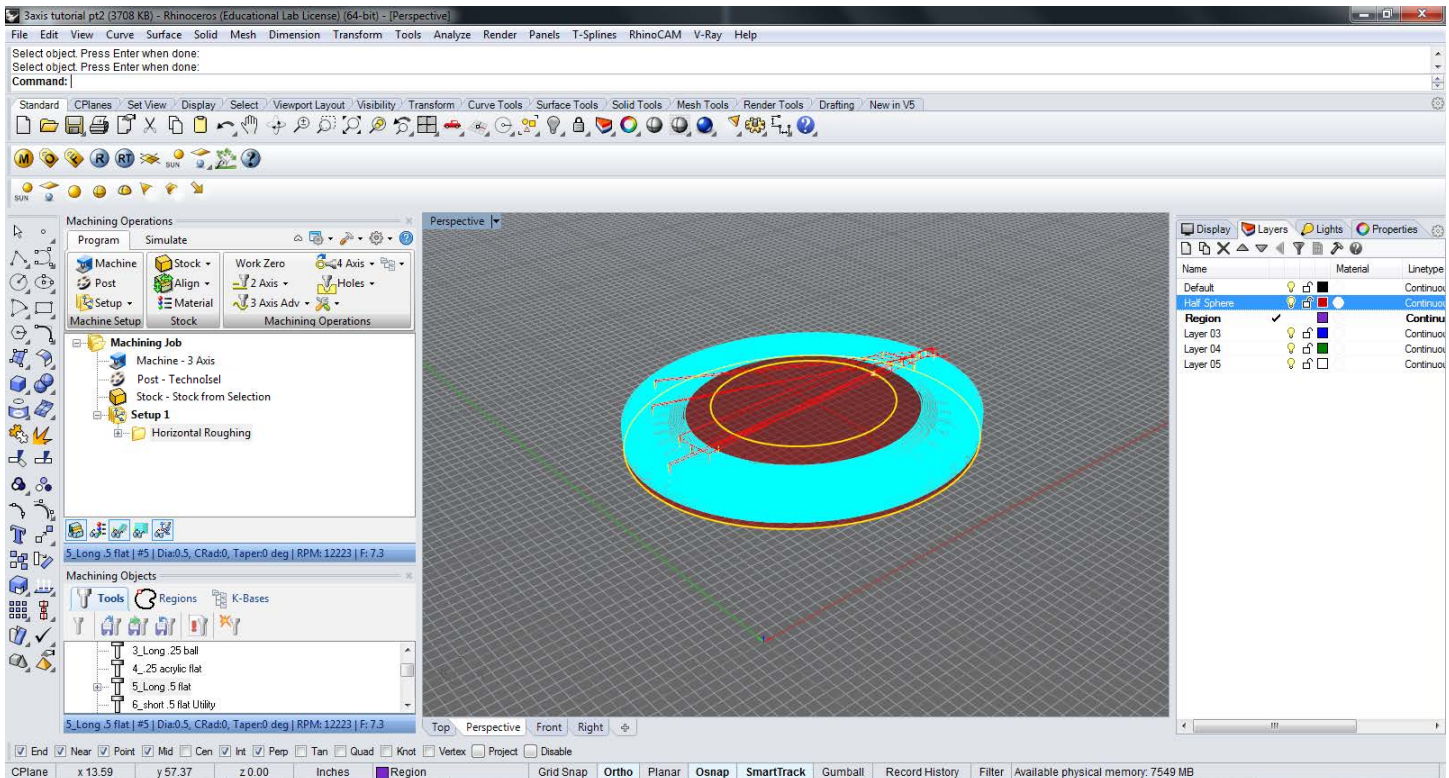 3axis tutorial pt2 (3708 KB) - Rhinoceros (Educational Lab License) (64-bit) - [Perspective]
File Edit View Curve Surface Solid Mesh Dimension Transform Tools Analyze Render Panels T-Splines RhinoCAM V-Ray Help
Select object. Press Enter when done:
Select object. Press Enter when done:
Command:
Standard CPlanes Set View Display Select Viewport Layout Visibility Transform Curve Tools Surface Tools Solid Tools Mesh Tools Render Tools Drafting New in V5
M R RT SUN
SUN
Machining Operations
Program Simulate
Machine Stock Work Zero 4 Axis
Post Align 2 Axis Holes
Setup Material 3 Axis Adv
Machine Setup Stock Machining Operations
Machining Job
Machine - 3 Axis
Post - TechnoIsel
Stock - Stock from Selection
Setup 1
Horizontal Roughing
5_Long .5 flat | #5 | Dia:0.5, CRad:0, Taper:0 deg | RPM: 12223 | F: 7.3
Machining Objects
Tools Regions K-Bases
3_Long .25 ball
4_.25 acrylic flat
5_Long .5 flat
6_short .5 flat Utility
5_Long .5 flat | #5 | Dia:0.5, CRad:0, Taper:0 deg | RPM: 12223 | F: 7.3
Perspective
Top Perspective Front Right
Display Layers Lights Properties
Name Material Linetype
Default Continuou
Half Sphere Continuou
Region Continu
Layer 03 Continuou
Layer 04 Continuou
Layer 05 Continuou
End Near Point Mid Cen Int Perp Tan Quad Knot Vertex Project Disable
CPlane x 13.59 y 57.37 z 0.00 Inches Region Grid Snap Ortho Planar Osnap SmartTrack Gumball Record History Filter Available physical memory: 7549 MB